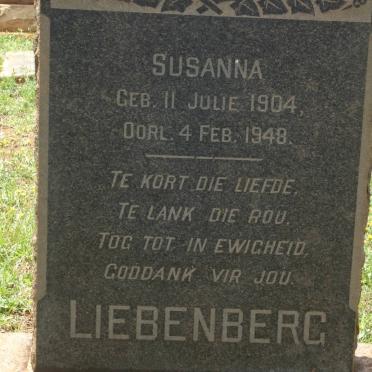 SUSANNA
GEB. 11 JULIE 1904,
OORL. 4 FEB. 1948.
TE KORT DIE LIEFDE,
TE LANK DIE ROU.
TOG TOT IN EWIGHEID,
GODDANK VIR JOU.
LIEBENBERG